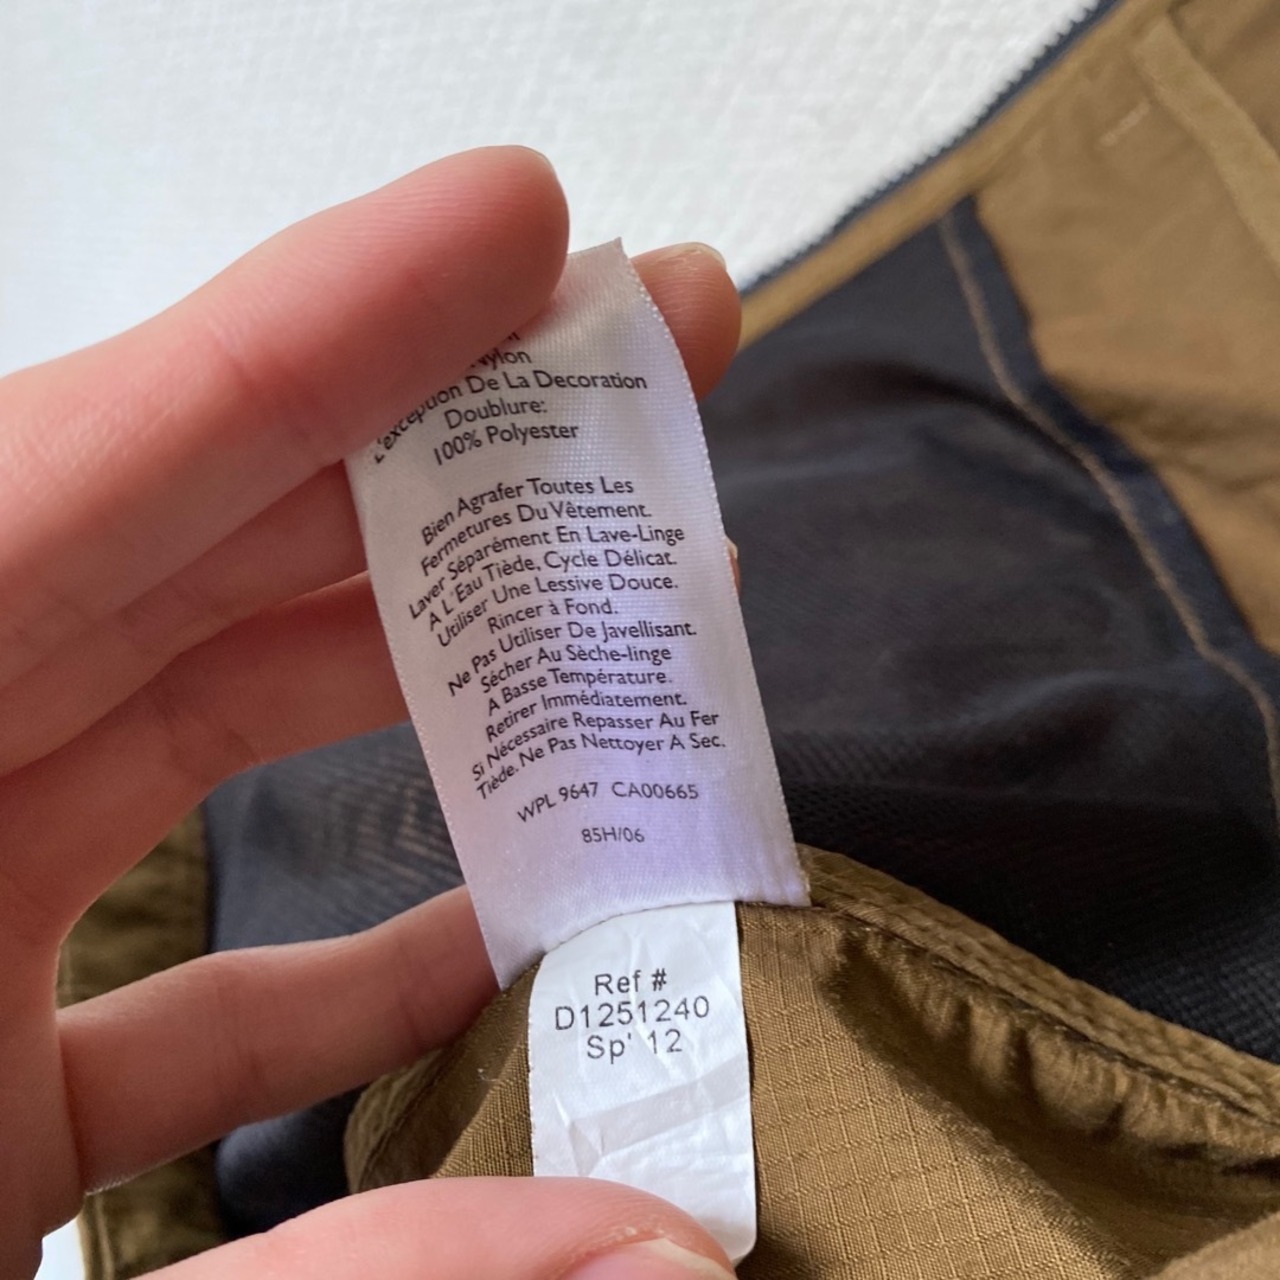 De La Decoration
Doublure:
100% Polyester
Bien Agrafer Toutes Les
Fermetures Du Vêtement.
Laver Séparément En Lave-Linge
A L'Eau Tiède, Cycle Délicat.
Utiliser Une Lessive Douce.
Rincer à Fond.
Ne Pas Utiliser De Javellisant.
Sécher Au Sèche-linge
A Basse Température.
Retirer Immédiatement.
Si Nécessaire Repasser Au Fer
Tiède. Ne Pas Nettoyer A Sec.
WPL 9647 CA00665
85H/06
Ref #
D1251240
Sp' 12